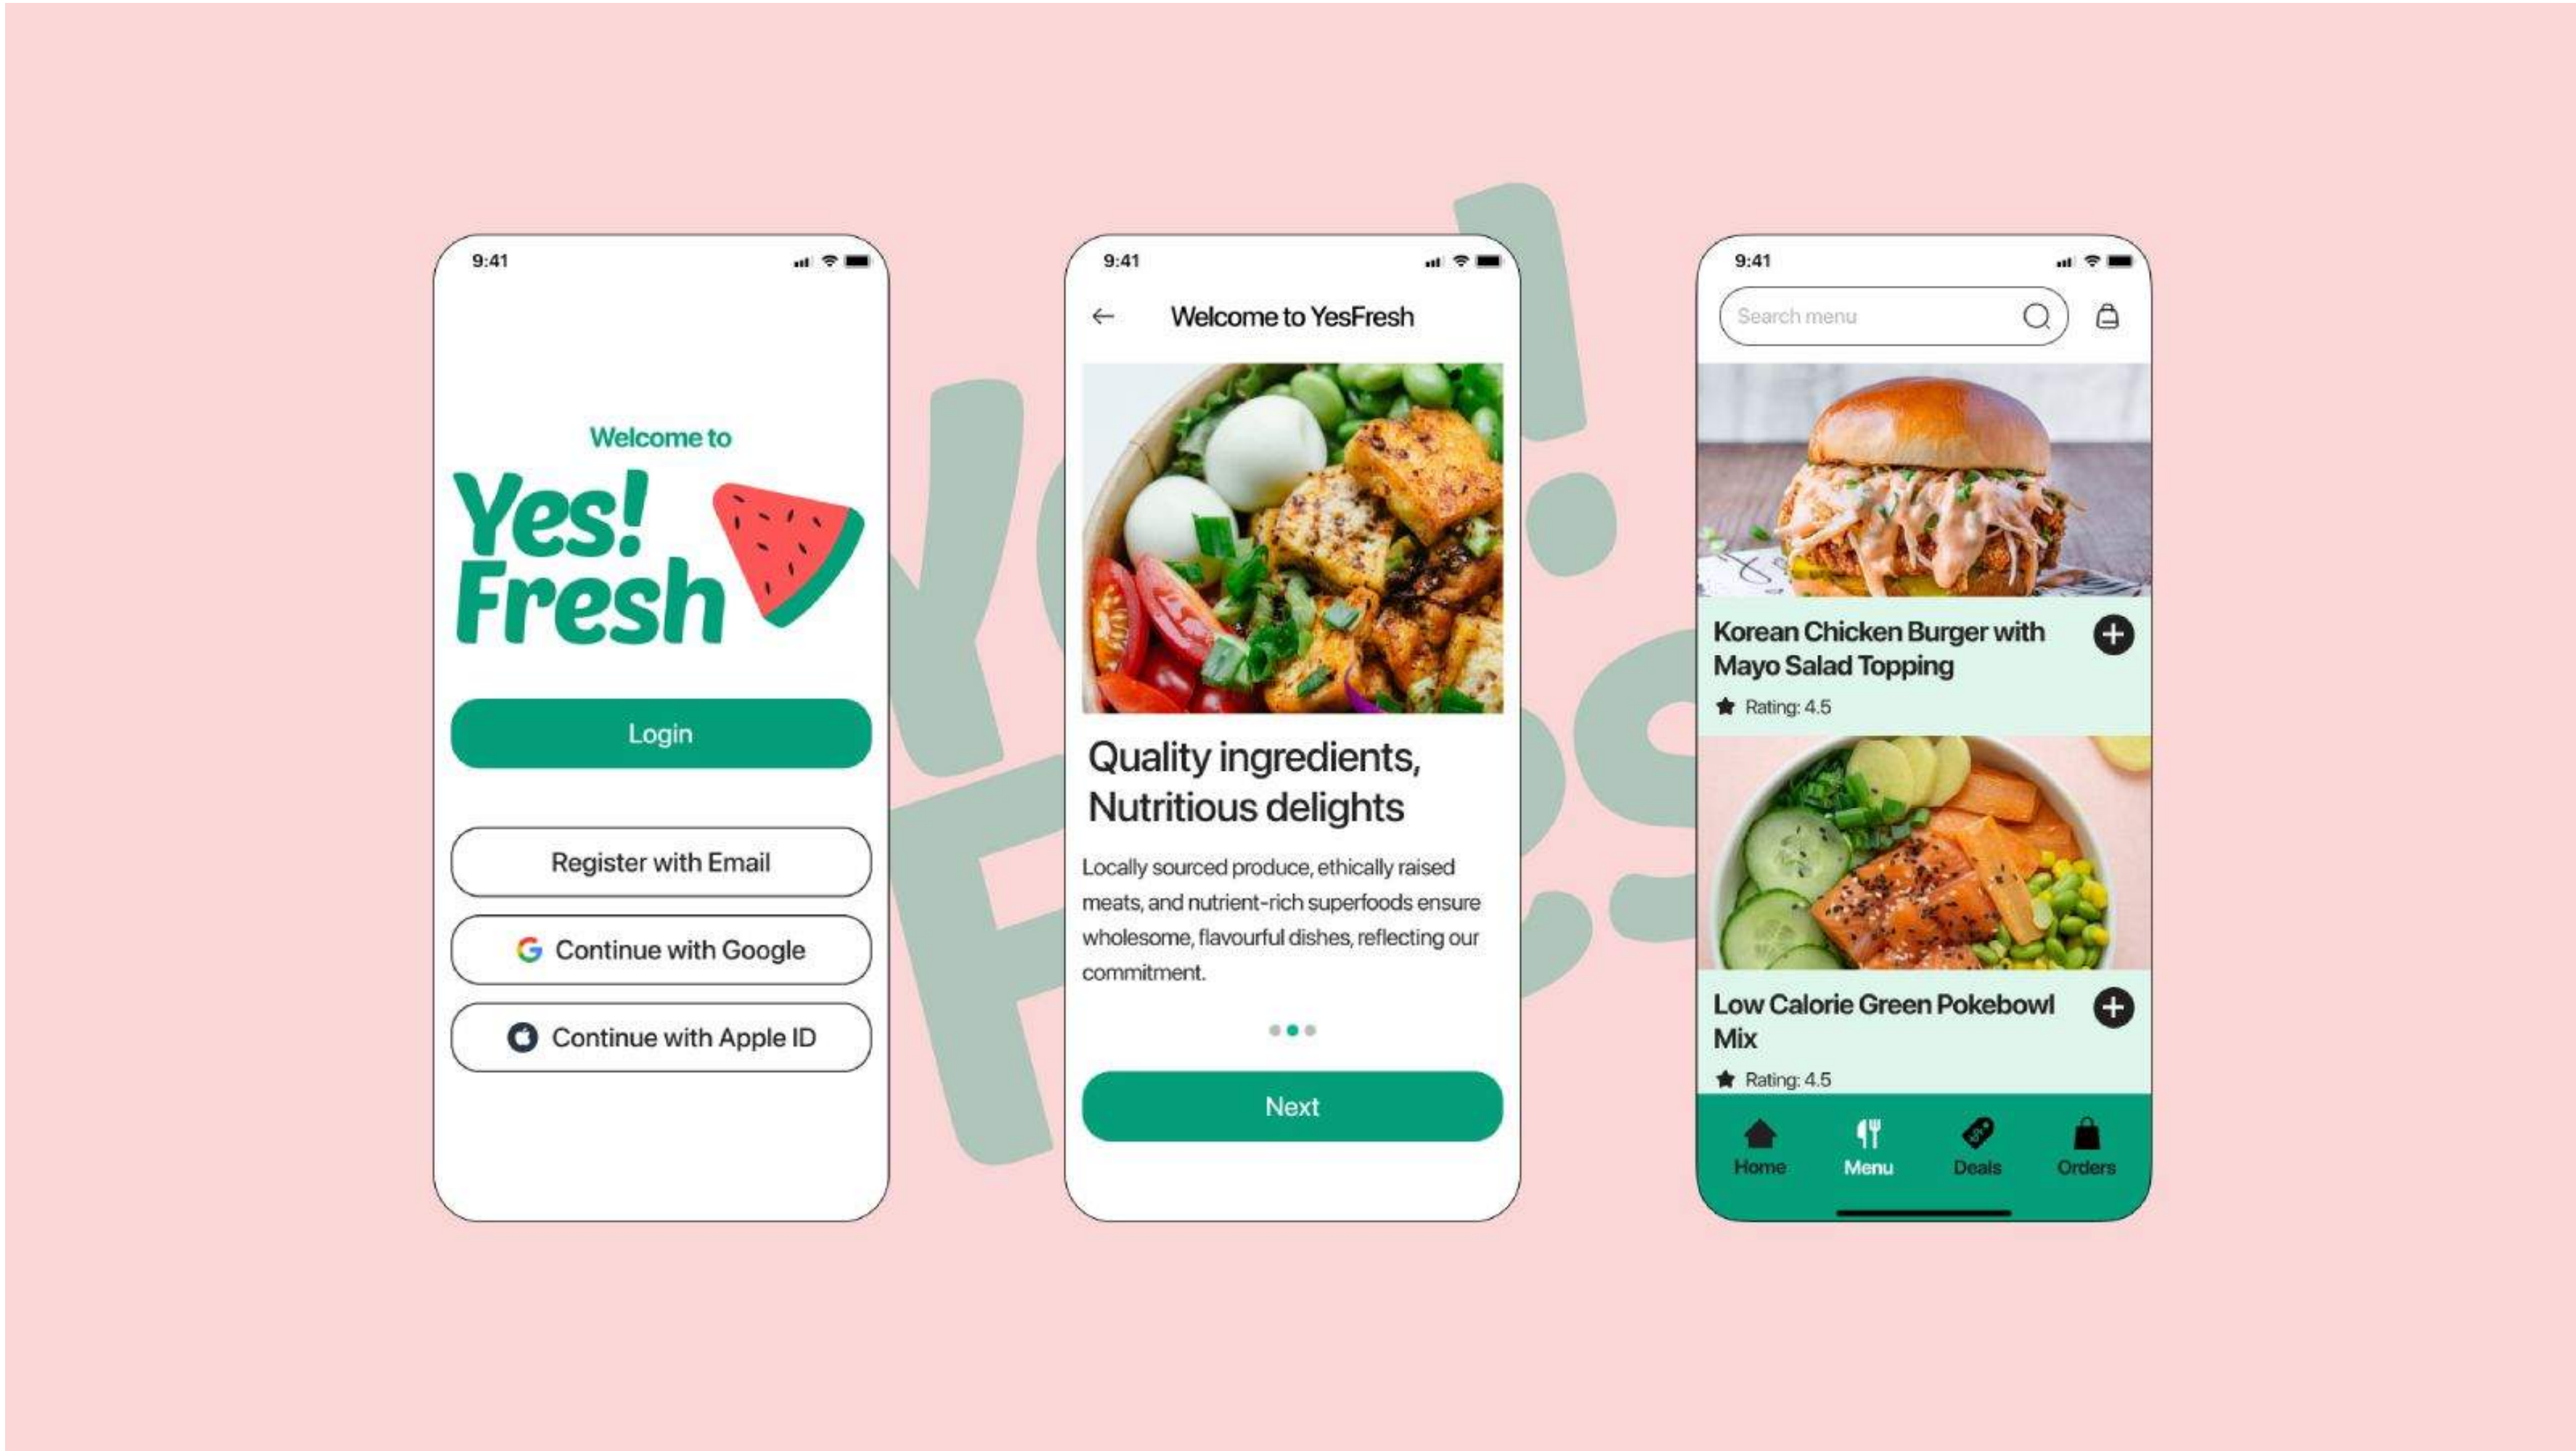 9:41
Welcome to
Yes!
Fresh
Login
Register with Email
Continue with Google
Continue with Apple ID
9:41
Welcome to YesFresh
Quality ingredients,
Nutritious delights
Locally sourced produce, ethically raised
meats, and nutrient-rich superfoods ensure
wholesome, flavourful dishes, reflecting our
commitment.
Next
9:41
Search menu
Korean Chicken Burger with
Mayo Salad Topping
Rating: 4.5
Low Calorie Green Pokebowl
Mix
Rating: 4.5
Home Menu Deals Orders